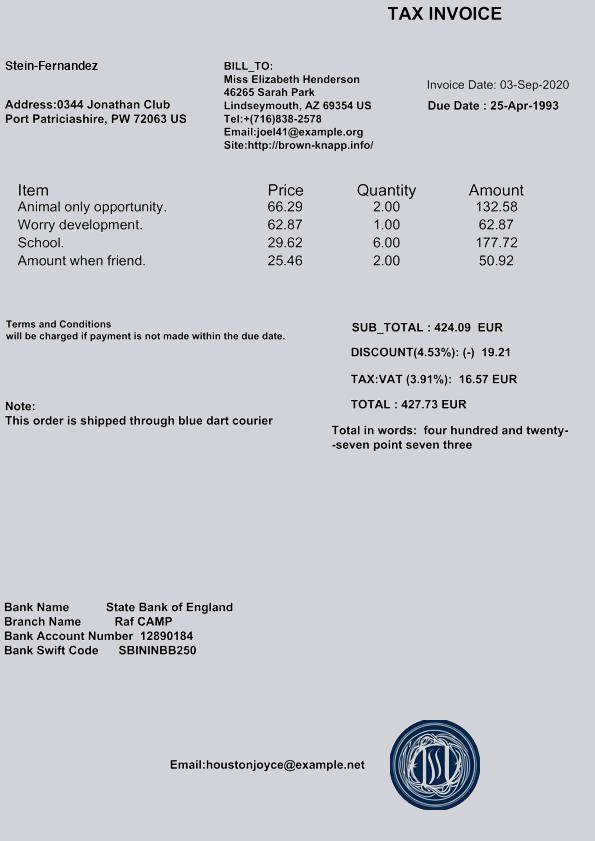 TAX INVOICE
Stein-Fernandez
Address:0344 Jonathan Club
Port Patriciashire, PW 72063 US
BILL_TO:
Miss Elizabeth Henderson
46265 Sarah Park
Lindseymouth, AZ 69354 US
Tel:+(716)838-2578
Email:joel41@example.org
Site:http://brown-knapp.info/
Invoice Date: 03-Sep-2020
Due Date : 25-Apr-1993
Item Price Quantity Amount
Animal only opportunity. 66.29 2.00 132.58
Worry development. 62.87 1.00 62.87
School. 29.62 6.00 177.72
Amount when friend. 25.46 2.00 50.92
Terms and Conditions
will be charged if payment is not made within the due date.
SUB_TOTAL : 424.09 EUR
DISCOUNT(4.53%): (-) 19.21
TAX:VAT (3.91%): 16.57 EUR
TOTAL : 427.73 EUR
Total in words: four hundred and twenty-
-seven point seven three
Note:
This order is shipped through blue dart courier
Bank Name State Bank of England
Branch Name Raf CAMP
Bank Account Number 12890184
Bank Swift Code SBININBB250
Email:houstonjoyce@example.net